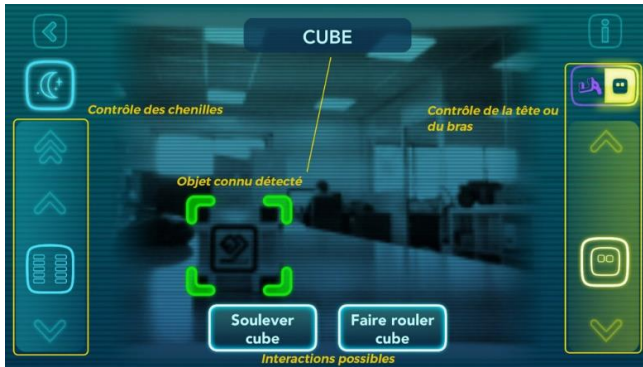 CUBE
Contrôle des chenilles
Contrôle de la tête ou
du bras
Objet connu détecté
Soulever
cube
Faire rouler
cube
Interactions possibles